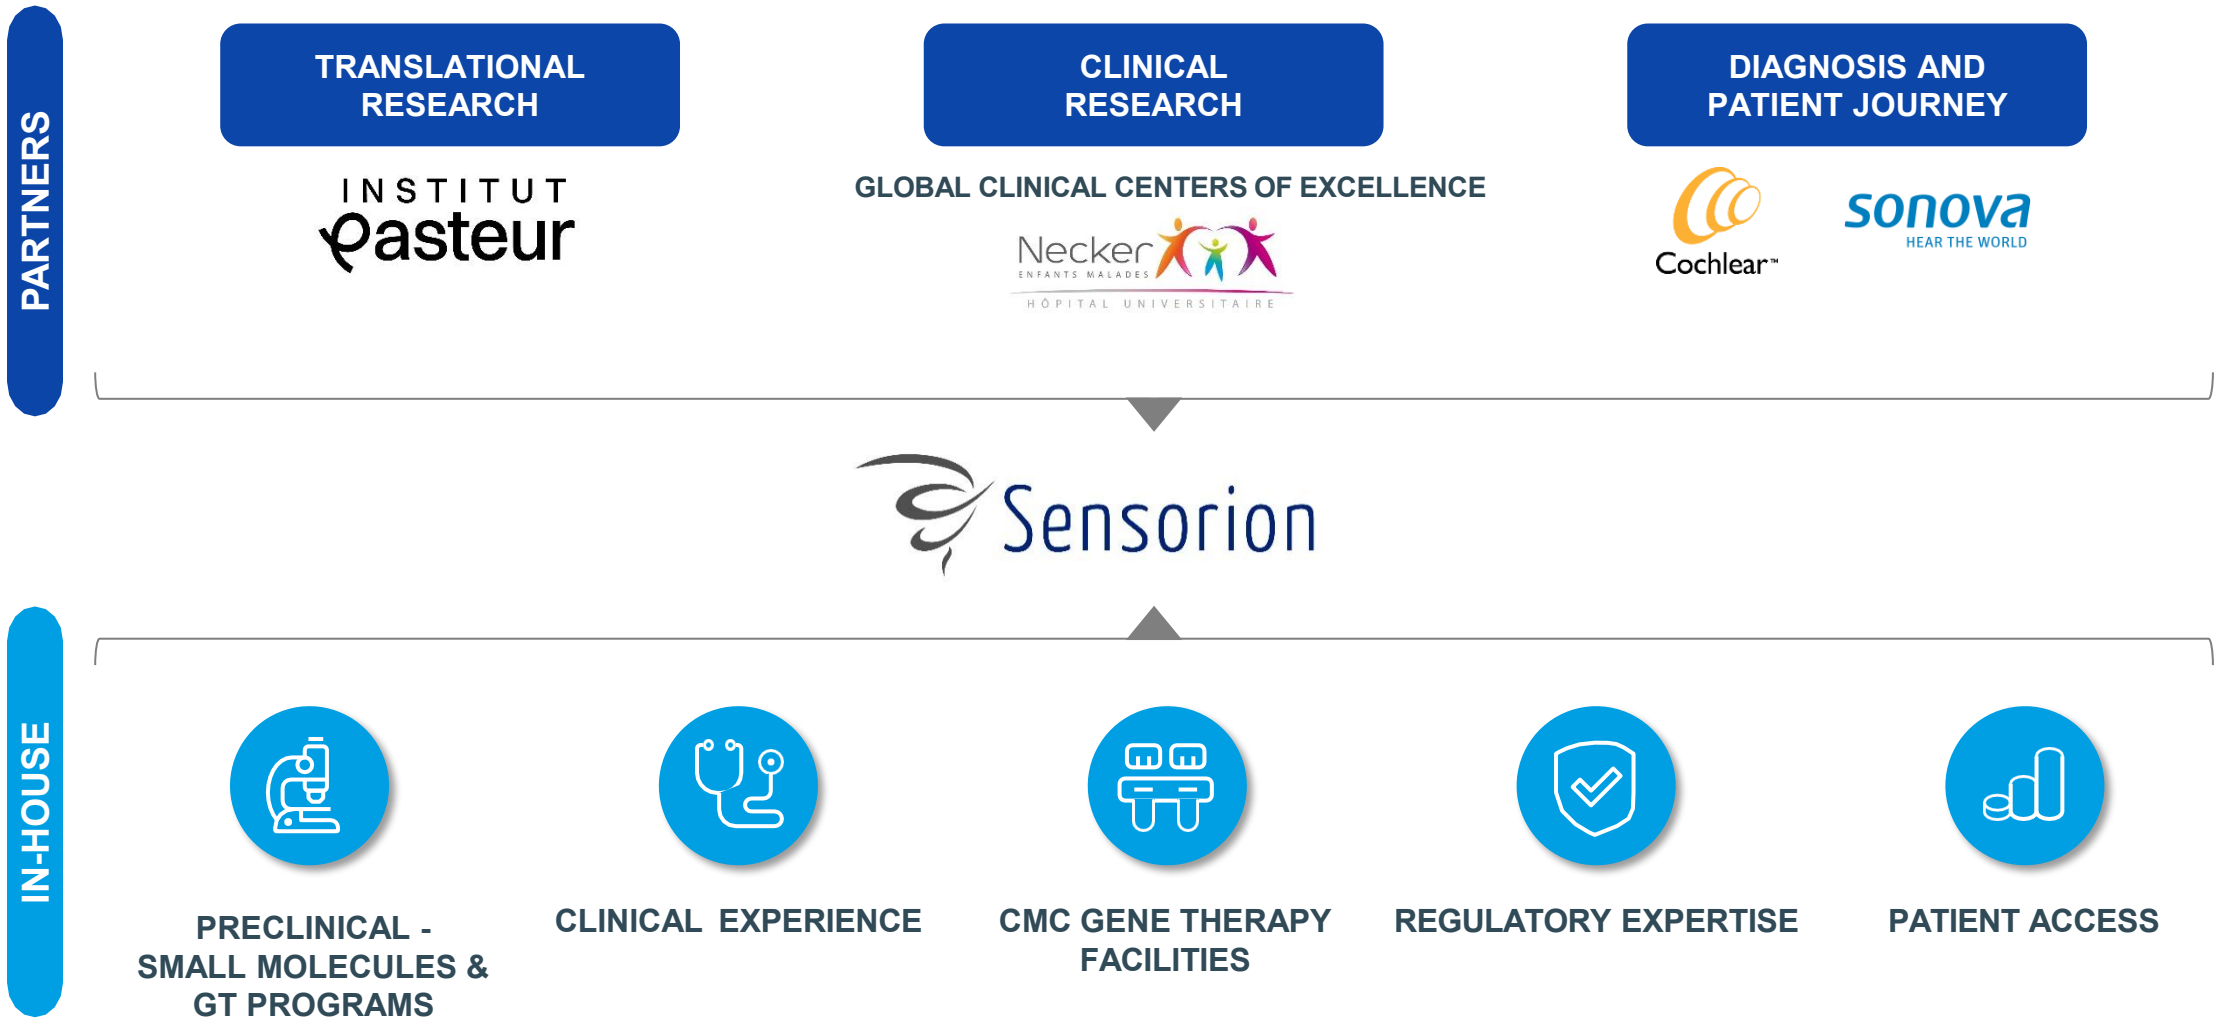 PARTNERS
TRANSLATIONAL
RESEARCH
INSTITUT
Pasteur
CLINICAL
RESEARCH
GLOBAL CLINICAL CENTERS OF EXCELLENCE
Necker
ENFANTS MALADES
HÔPITAL UNIVERSITAIRE
DIAGNOSIS AND
PATIENT JOURNEY
Cochlear™
sonova
HEAR THE WORLD
Sensorion
IN-HOUSE
PRECLINICAL -
SMALL MOLECULES &
GT PROGRAMS
CLINICAL EXPERIENCE
CMC GENE THERAPY
FACILITIES
REGULATORY EXPERTISE
PATIENT ACCESS